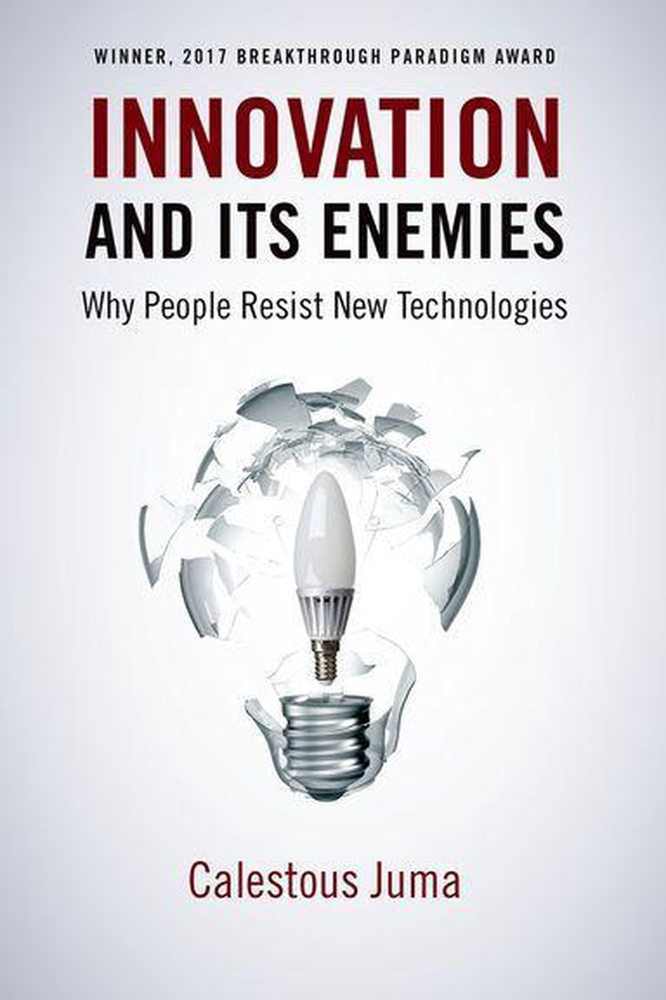 WINNER, 2017 BREAKTHROUGH PARADIGM AWARD
INNOVATION
AND ITS ENEMIES
Why People Resist New Technologies
Calestous Juma